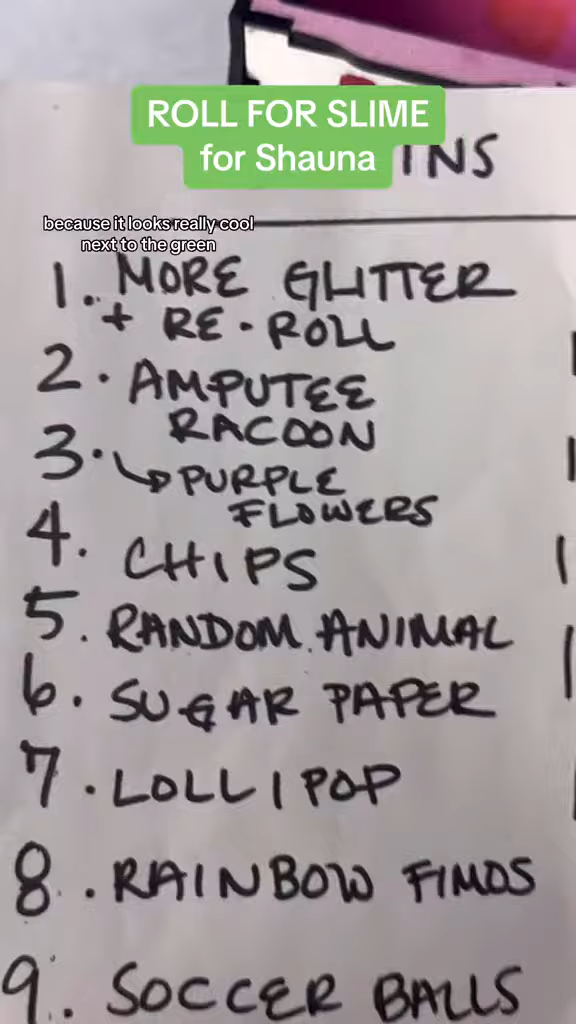 ROLL FOR SLIME
for Shauna
INS
because it looks really cool
next to the green
1. MORE GLITTER
+ RE-ROLL
2. AMPUTEE
RACOON
3. ↳ PURPLE
FLOWERS
4. CHIPS
5. RANDOM ANIMAL
6. SUGAR PAPER
7. LOLLIPOP
8. RAINBOW FIMOS
9. SOCCER BALLS